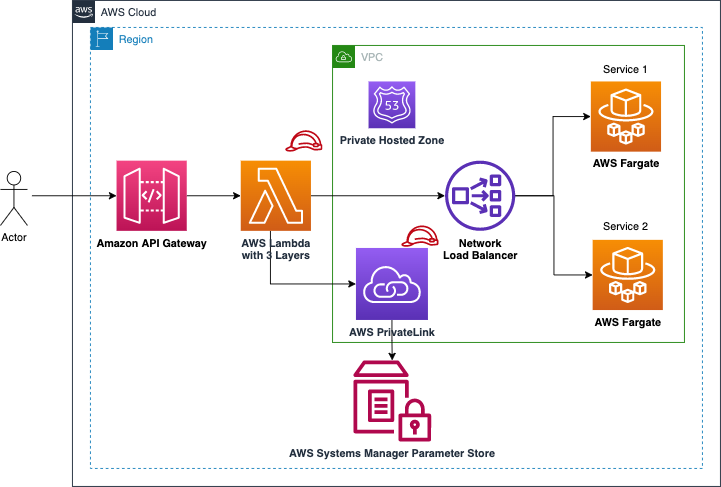 aws
AWS Cloud
Region
VPC
Service 1
53
Private Hosted Zone
AWS Fargate
</>
Actor
Amazon API Gateway
AWS Lambda
with 3 Layers
Network
Load Balancer
Service 2
AWS Fargate
AWS PrivateLink
AWS Systems Manager Parameter Store